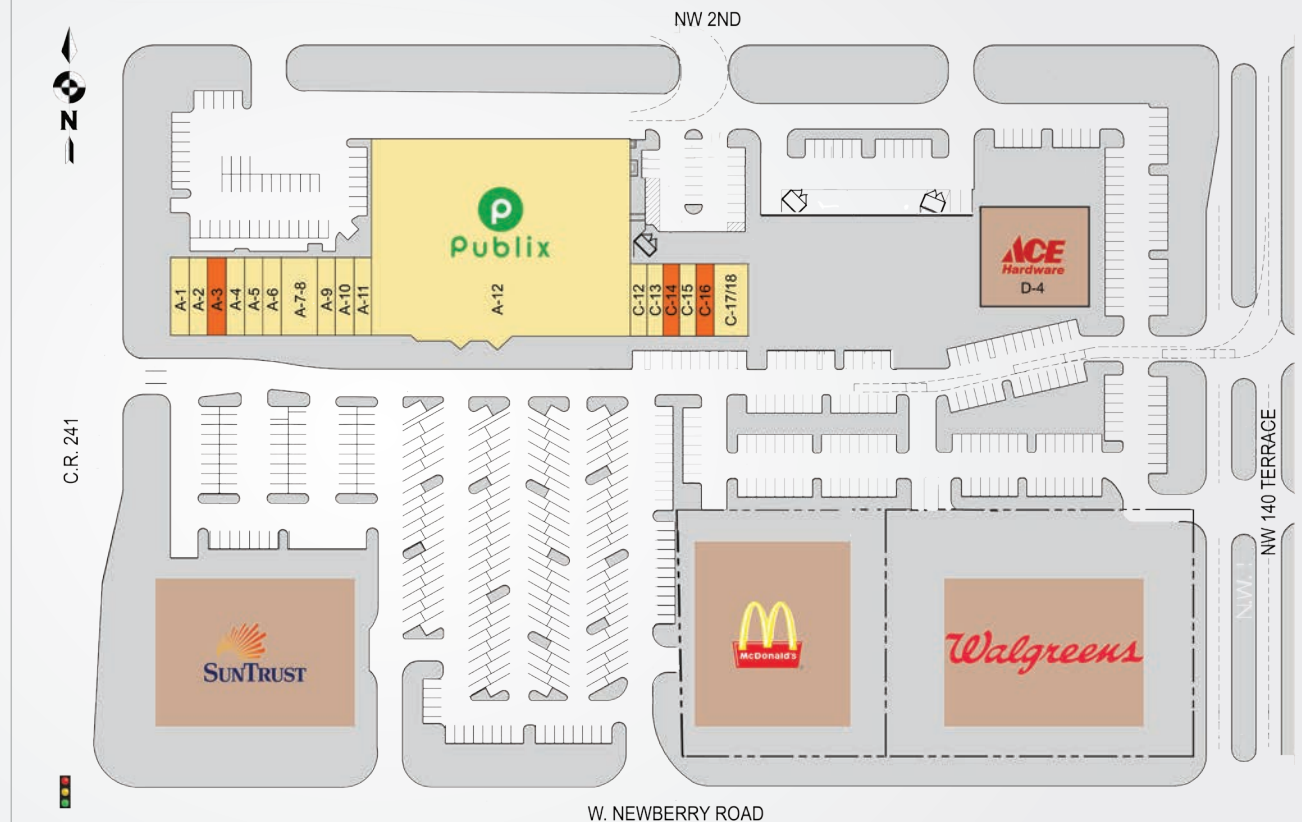 NW 2ND
N
P
Publix
A-1
A-2
A-3
A-4
A-5
A-6
A-7-8
A-9
A-10
A-11
A-12
C-12
C-13
C-14
C-15
C-16
C-17/18
ACE
Hardware
D-4
C.R. 241
NW 140 TERRACE
N.W. 1
SUNTRUST
McDonald's
Walgreens
W. NEWBERRY ROAD